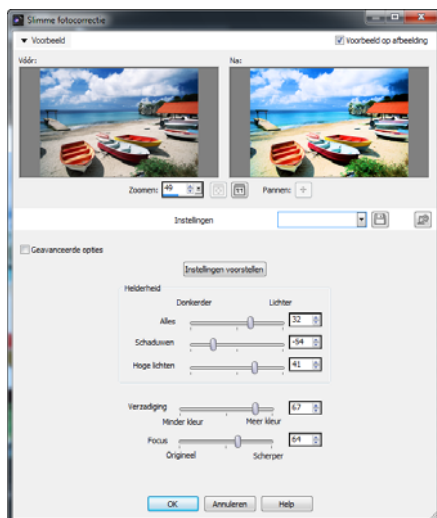 Slimme fotocorrectie
Voorbeeld
Voorbeeld op afbeelding
Vóór:
Na:
Zoomen: 49
1:1
Pannen:
Instellingen
Geavanceerde opties
Instellingen voorstellen
Helderheid
Donkerder Lichter
Alles 32
Schaduwen -54
Hoge lichten 41
Verzadiging 67
Minder kleur Meer kleur
Focus 64
Origineel Scherper
OK Annuleren Help